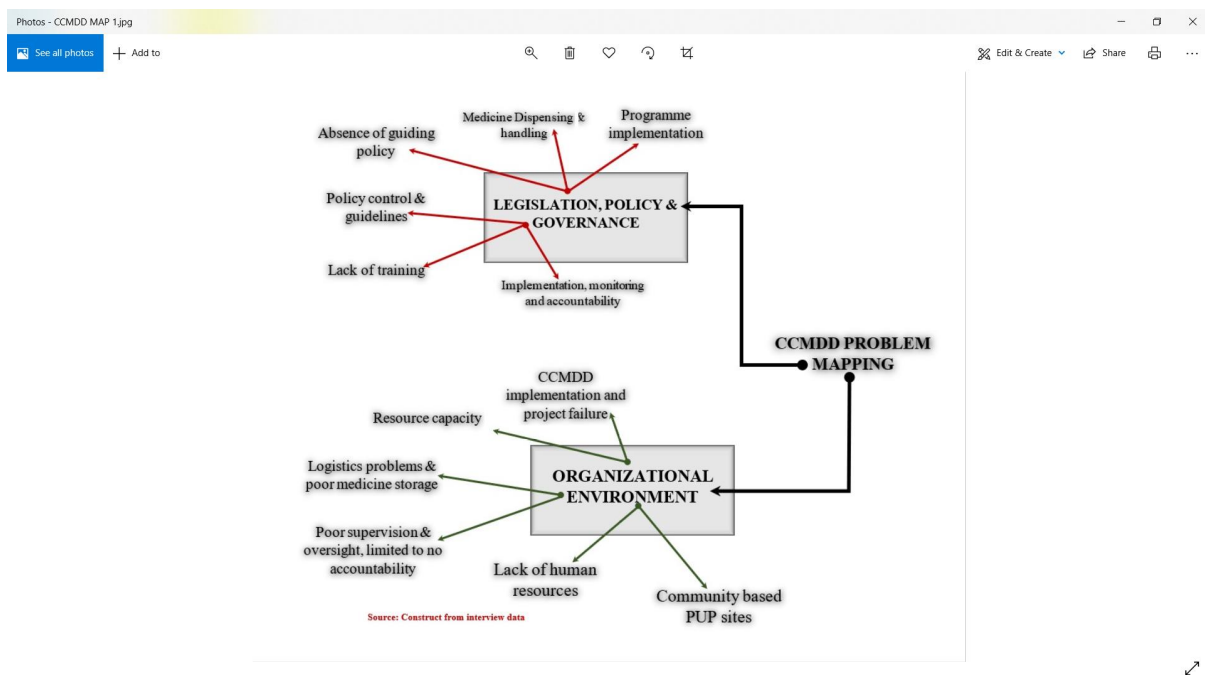 Photos - CCMDD MAP 1.jpg
See all photos
Add to
Edit & Create
Share
Medicine Dispensing &
handling
Programme
implementation
Absence of guiding
policy
Policy control &
guidelines
LEGISLATION, POLICY &
GOVERNANCE
Lack of training
Implementation, monitoring
and accountability
CCMDD PROBLEM
MAPPING
CCMDD
implementation and
project failure
Resource capacity
Logistics problems &
poor medicine storage
ORGANIZATIONAL
ENVIRONMENT
Poor supervision &
oversight, limited to no
accountability
Lack of human
resources
Community based
PUP sites
Source: Construct from interview data